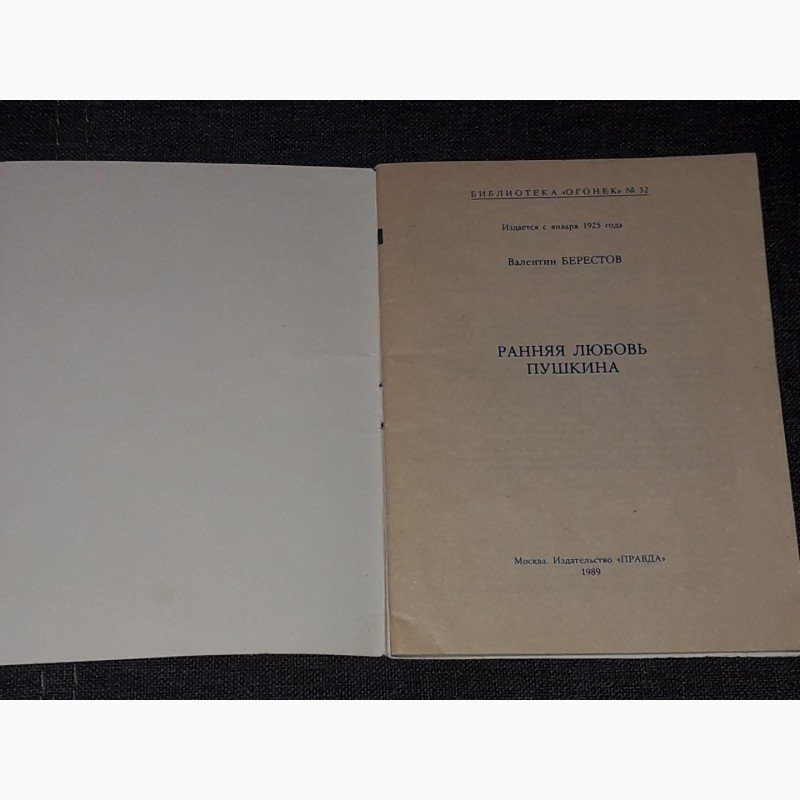 БИБЛИОТЕКА «ОГОНЕК» № 32
Издается с января 1925 года
Валентин БЕРЕСТОВ
РАННЯЯ ЛЮБОВЬ
ПУШКИНА
Москва. Издательство «ПРАВДА»
1989